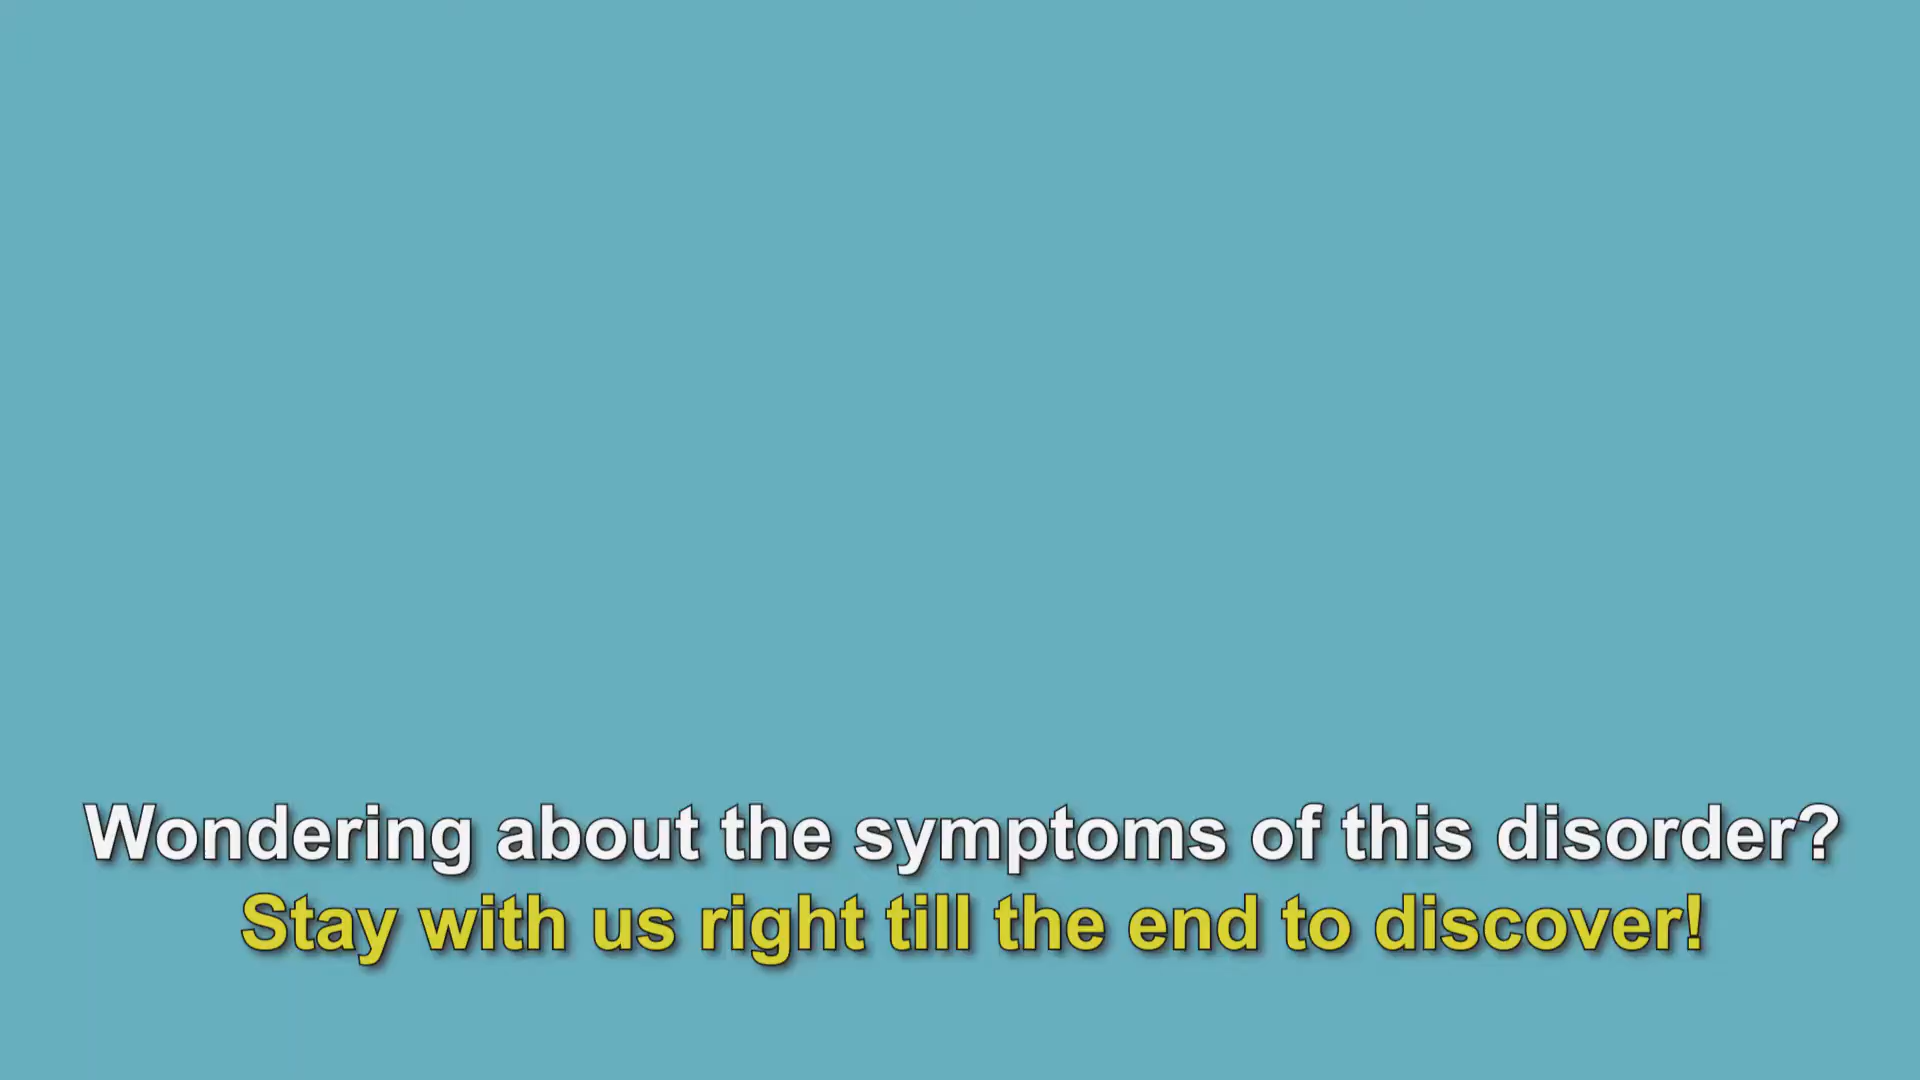 Wondering about the symptoms of this disorder?
Stay with us right till the end to discover!